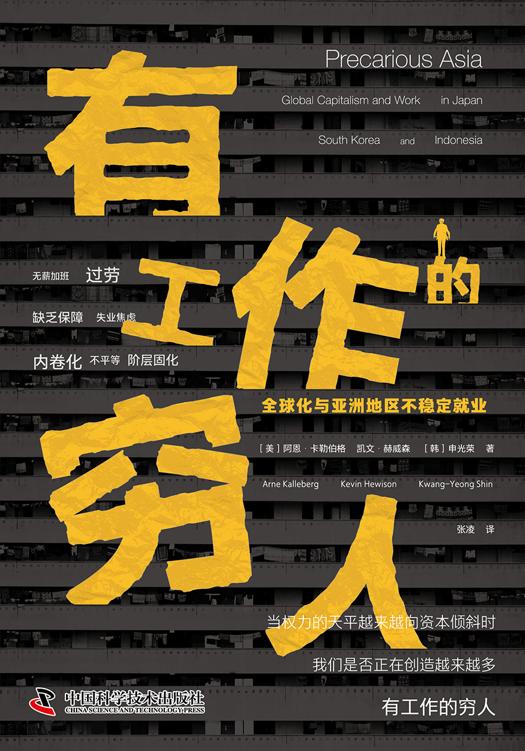 Precarious Asia
Global Capitalism and Work in Japan
South Korea and Indonesia
有
工作的
穷人
无薪加班 过劳
缺乏保障 失业焦虑
内卷化 不平等 阶层固化
全球化与亚洲地区不稳定就业
［美］阿恩·卡勒伯格 凯文·赫威森 ［韩］申光荣 著
Arne Kalleberg Kevin Hewison Kwang-Yeong Shin
张凌 译
当权力的天平越来越向资本倾斜时
我们是否正在创造越来越多
有工作的穷人
中国科学技术出版社
CHINA SCIENCE AND TECHNOLOGY PRESS